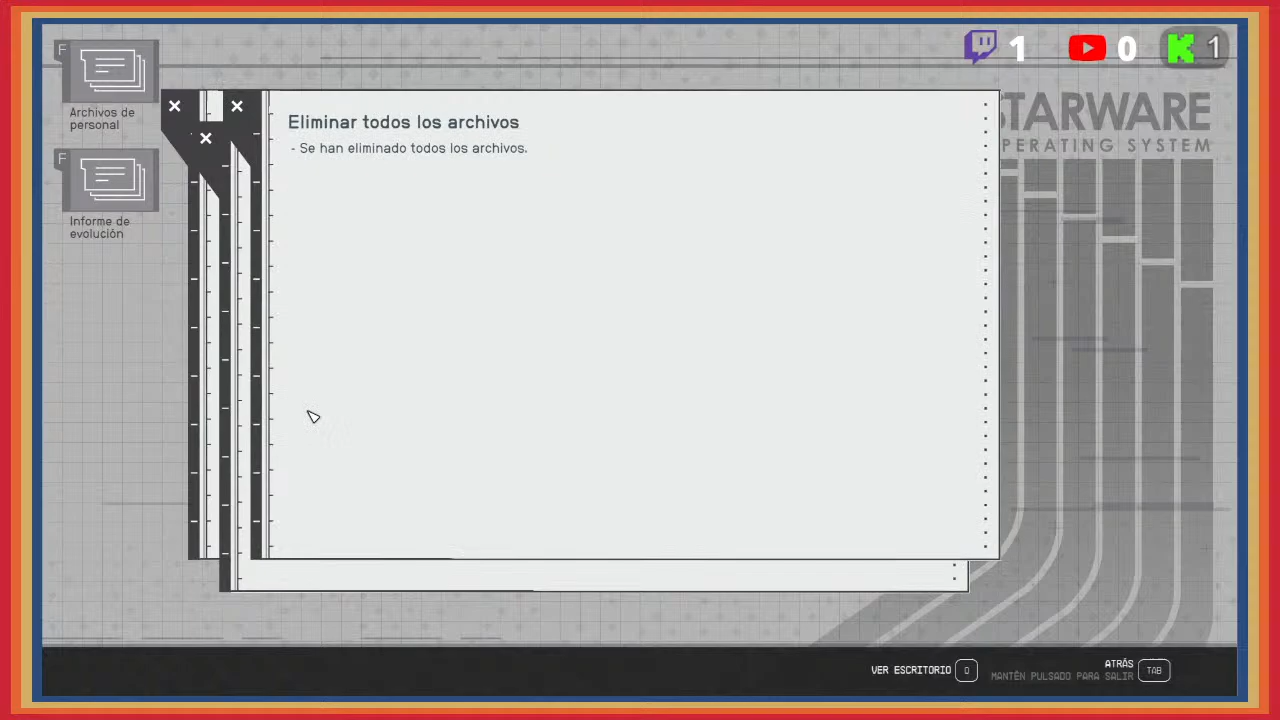 1
0
1
F
Archivos de
personal
F
Informe de
evolución
Eliminar todos los archivos
- Se han eliminado todos los archivos.
STARWARE
OPERATING SYSTEM
VER ESCRITORIO
ATRÁS
MANTÉN PULSADO PARA SALIR
TAB